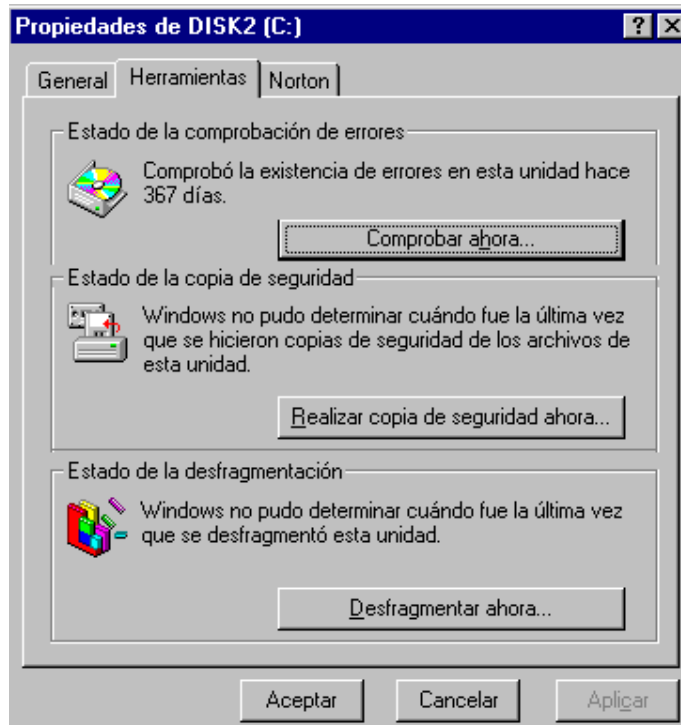 Propiedades de DISK2 (C:)
General Herramientas Norton
Estado de la comprobación de errores
Comprobó la existencia de errores en esta unidad hace
367 días.
Comprobar ahora...
Estado de la copia de seguridad
Windows no pudo determinar cuándo fue la última vez
que se hicieron copias de seguridad de los archivos de
esta unidad.
Realizar copia de seguridad ahora...
Estado de la desfragmentación
Windows no pudo determinar cuándo fue la última vez
que se desfragmentó esta unidad.
Desfragmentar ahora...
Aceptar Cancelar Aplicar